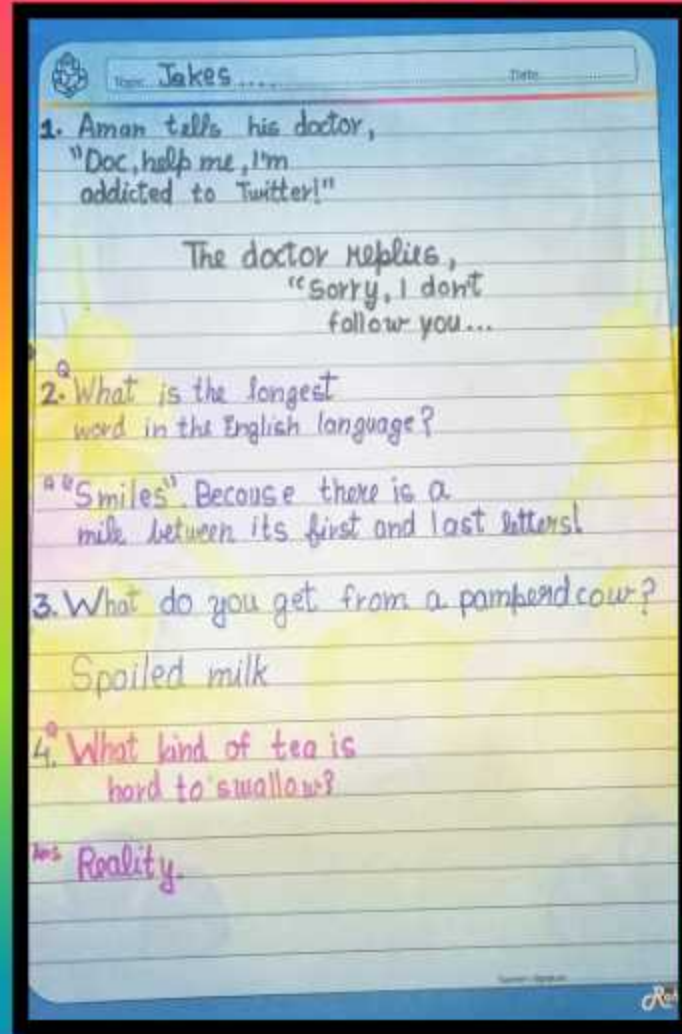 Topic Jokes....
Date
1. Aman tells his doctor,
"Doc, help me, I'm
addicted to Twitter!"
The doctor replies,
"Sorry, I don't
follow you...
Q
2. What is the longest
word in the English language?
A "Smiles". Because there is a
mile between its first and last letters!
3. What do you get from a pamperd cow?
Spoiled milk
Q
4. What kind of tea is
hard to swallow?
Ans Reality.